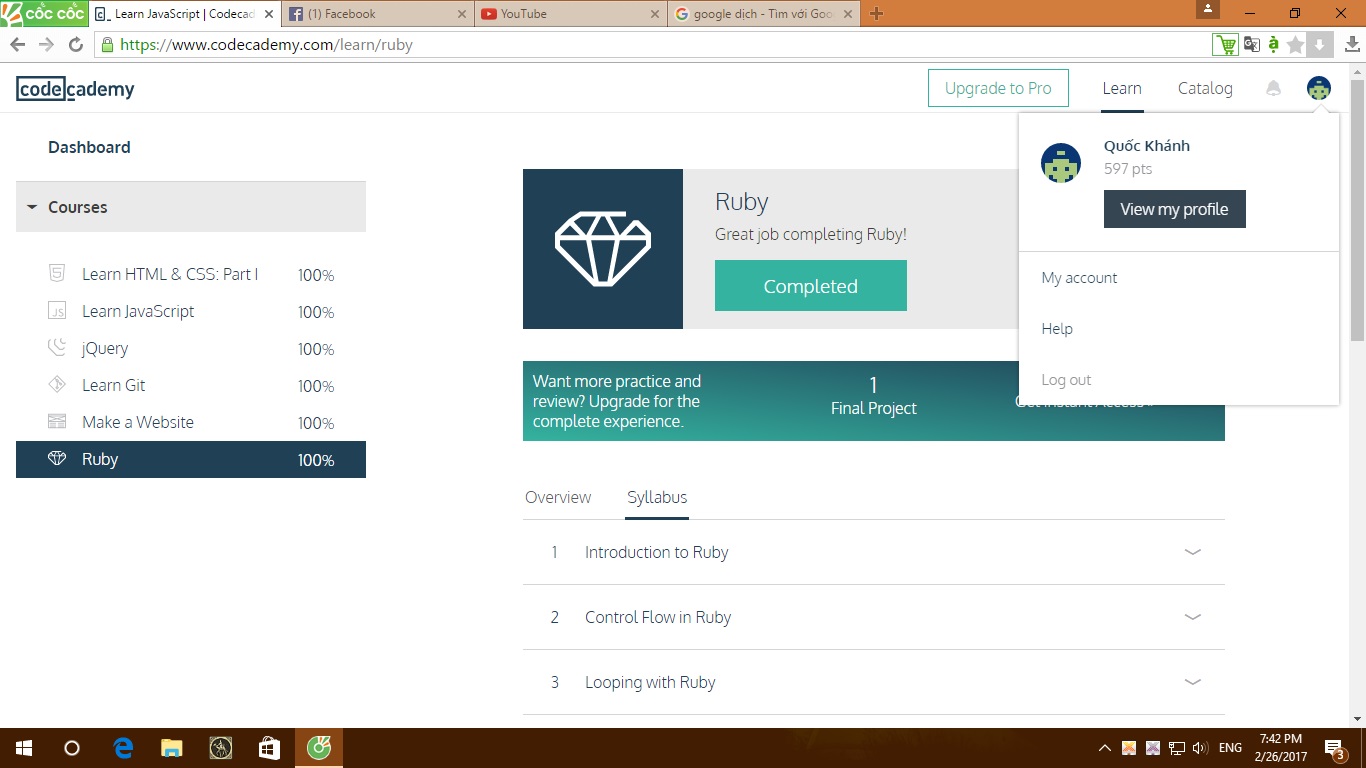 CỐC CỐC
Learn JavaScript | Codecad
(1) Facebook
YouTube
google dịch - Tìm với Goo
https://www.codecademy.com/learn/ruby
codecademy
Upgrade to Pro
Learn
Catalog
Dashboard
Quốc Khánh
597 pts
View my profile
My account
Help
Log out
Courses
Learn HTML & CSS: Part I 100%
Learn JavaScript 100%
jQuery 100%
Learn Git 100%
Make a Website 100%
Ruby 100%
Ruby
Great job completing Ruby!
Completed
Want more practice and
review? Upgrade for the
complete experience.
1
Final Project
Overview
Syllabus
1 Introduction to Ruby
2 Control Flow in Ruby
3 Looping with Ruby
ENG
7:42 PM
2/26/2017
3